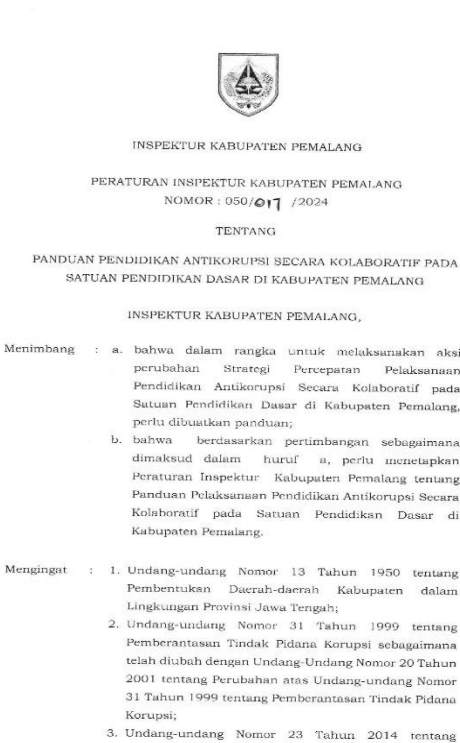 INSPEKTUR KABUPATEN PEMALANG
PERATURAN INSPEKTUR KABUPATEN PEMALANG
NOMOR : 050/017 /2024
TENTANG
PANDUAN PENDIDIKAN ANTIKORUPSI SECARA KOLABORATIF PADA
SATUAN PENDIDIKAN DASAR DI KABUPATEN PEMALANG
INSPEKTUR KABUPATEN PEMALANG,
Menimbang : a. bahwa dalam rangka untuk melaksanakan aksi
perubahan Strategi Percepatan Pelaksanaan
Pendidikan Antikorupsi Secara Kolaboratif pada
Satuan Pendidikan Dasar di Kabupaten Pemalang,
perlu dibuatkan panduan;
b. bahwa berdasarkan pertimbangan sebagaimana
dimaksud dalam huruf a, perlu menetapkan
Peraturan Inspektur Kabupaten Pemalang tentang
Panduan Pelaksanaan Pendidikan Antikorupsi Secara
Kolaboratif pada Satuan Pendidikan Dasar di
Kabupaten Pemalang.
Mengingat : 1. Undang-undang Nomor 13 Tahun 1950 tentang
Pembentukan Daerah-daerah Kabupaten dalam
Lingkungan Provinsi Jawa Tengah;
2. Undang-undang Nomor 31 Tahun 1999 tentang
Pemberantasan Tindak Pidana Korupsi sebagaimana
telah diubah dengan Undang-Undang Nomor 20 Tahun
2001 tentang Perubahan atas Undang-undang Nomor
31 Tahun 1999 tentang Pemberantasan Tindak Pidana
Korupsi;
3. Undang-undang Nomor 23 Tahun 2014 tentang